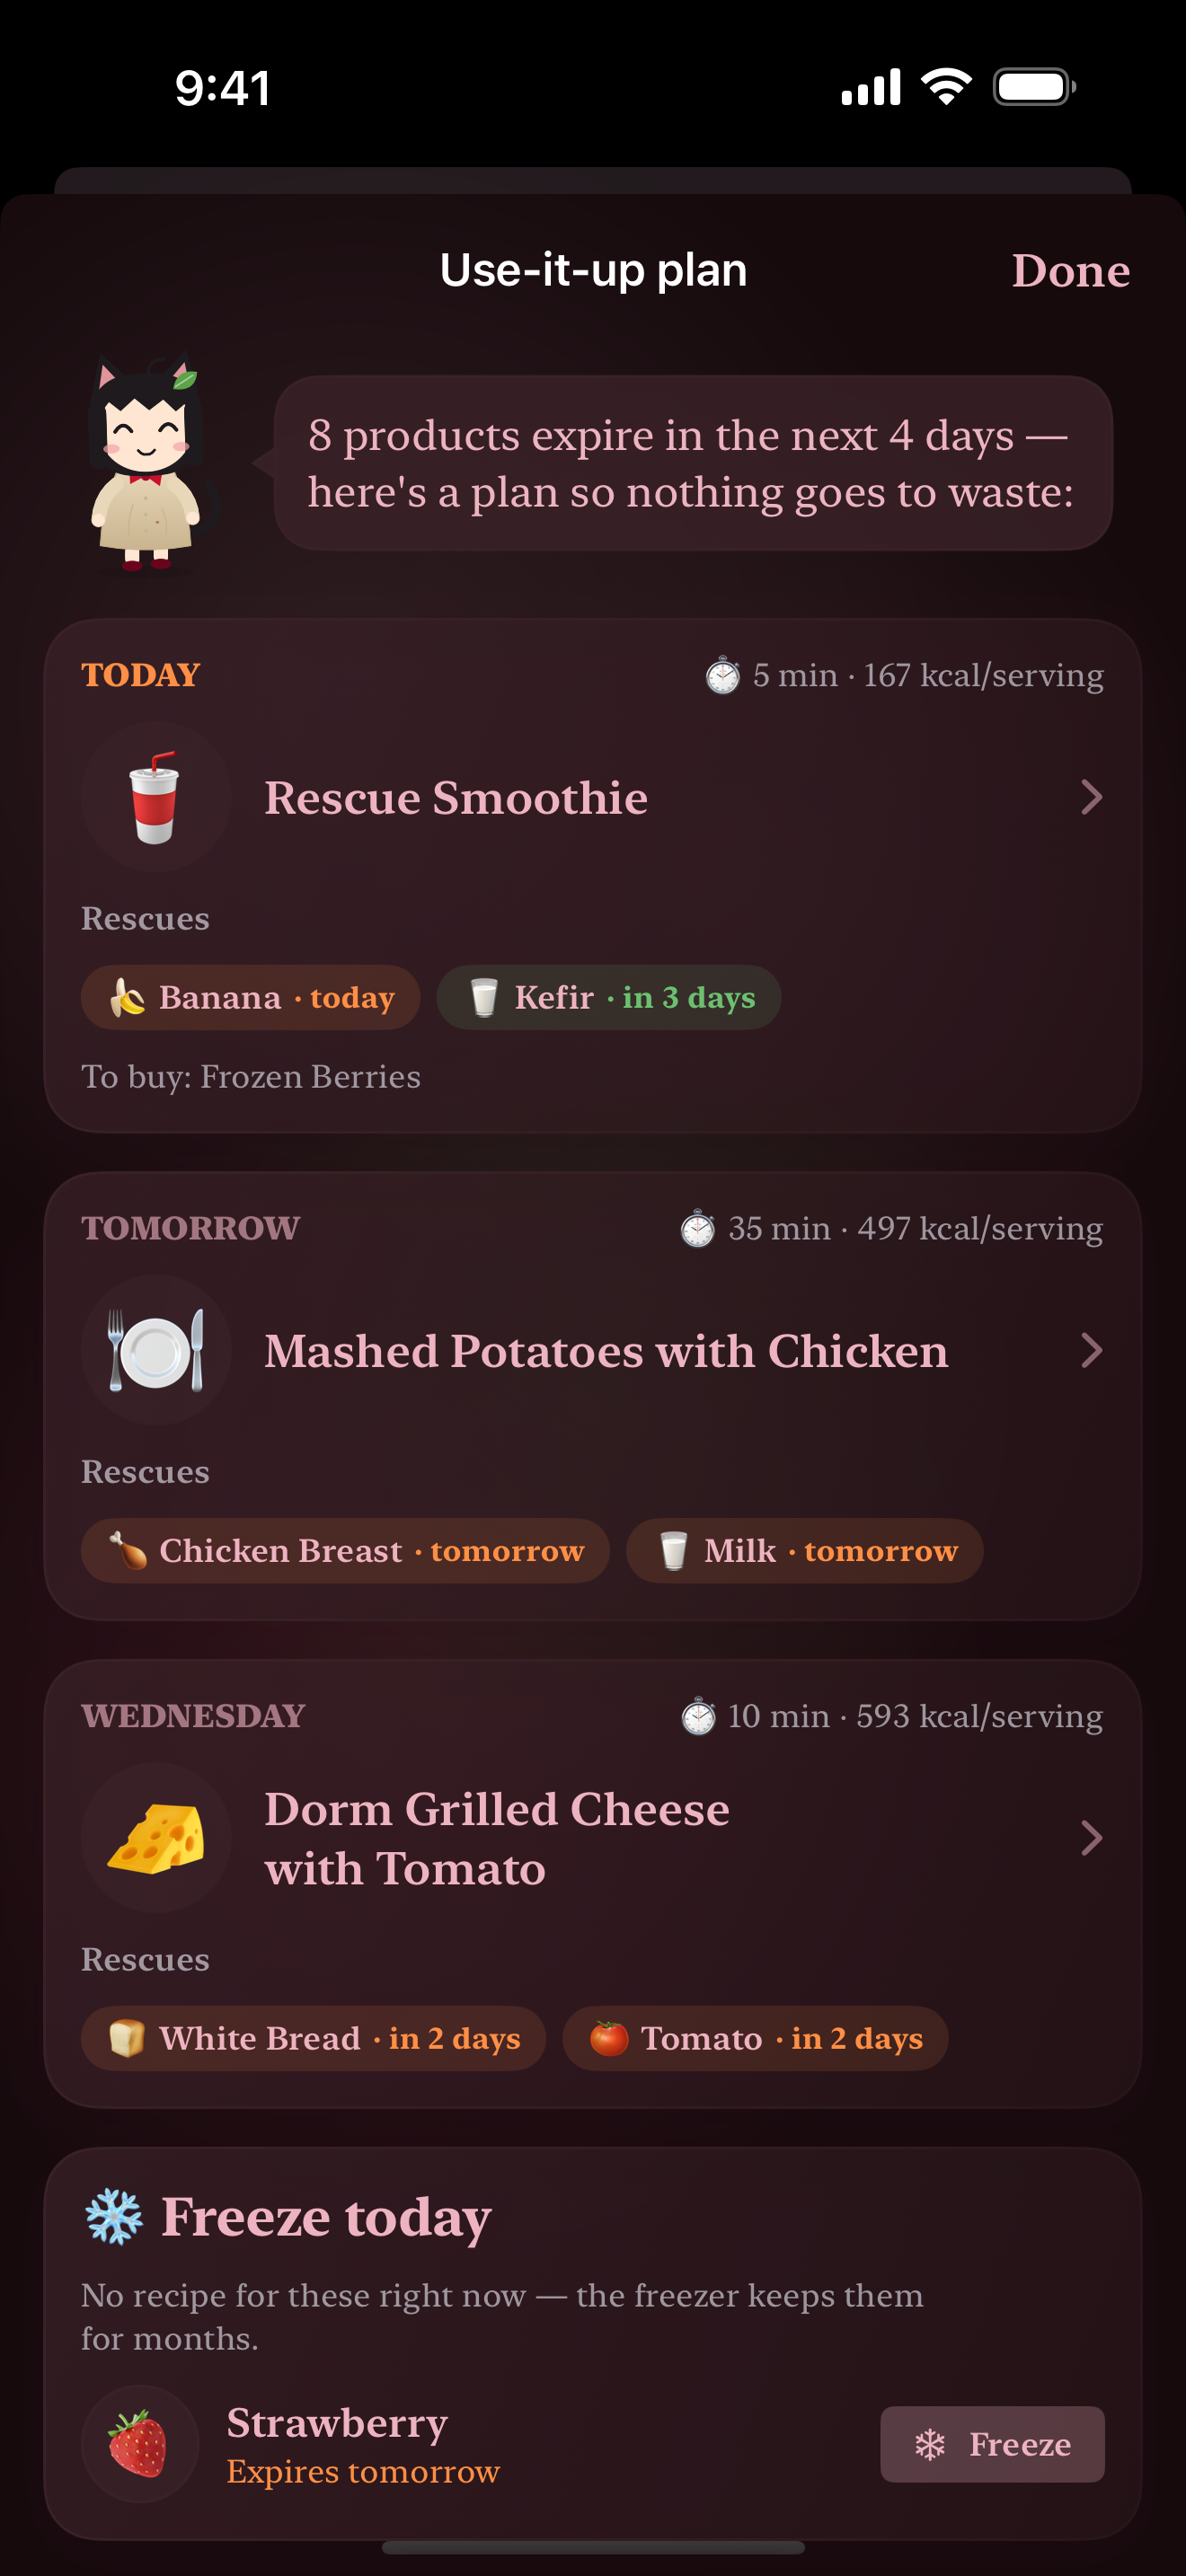 9:41
Use-it-up plan
Done
8 products expire in the next 4 days —
here's a plan so nothing goes to waste:
TODAY
5 min · 167 kcal/serving
Rescue Smoothie
Rescues
Banana · today
Kefir · in 3 days
To buy: Frozen Berries
TOMORROW
35 min · 497 kcal/serving
Mashed Potatoes with Chicken
Rescues
Chicken Breast · tomorrow
Milk · tomorrow
WEDNESDAY
10 min · 593 kcal/serving
Dorm Grilled Cheese
with Tomato
Rescues
White Bread · in 2 days
Tomato · in 2 days
Freeze today
No recipe for these right now — the freezer keeps them
for months.
Strawberry
Expires tomorrow
Freeze